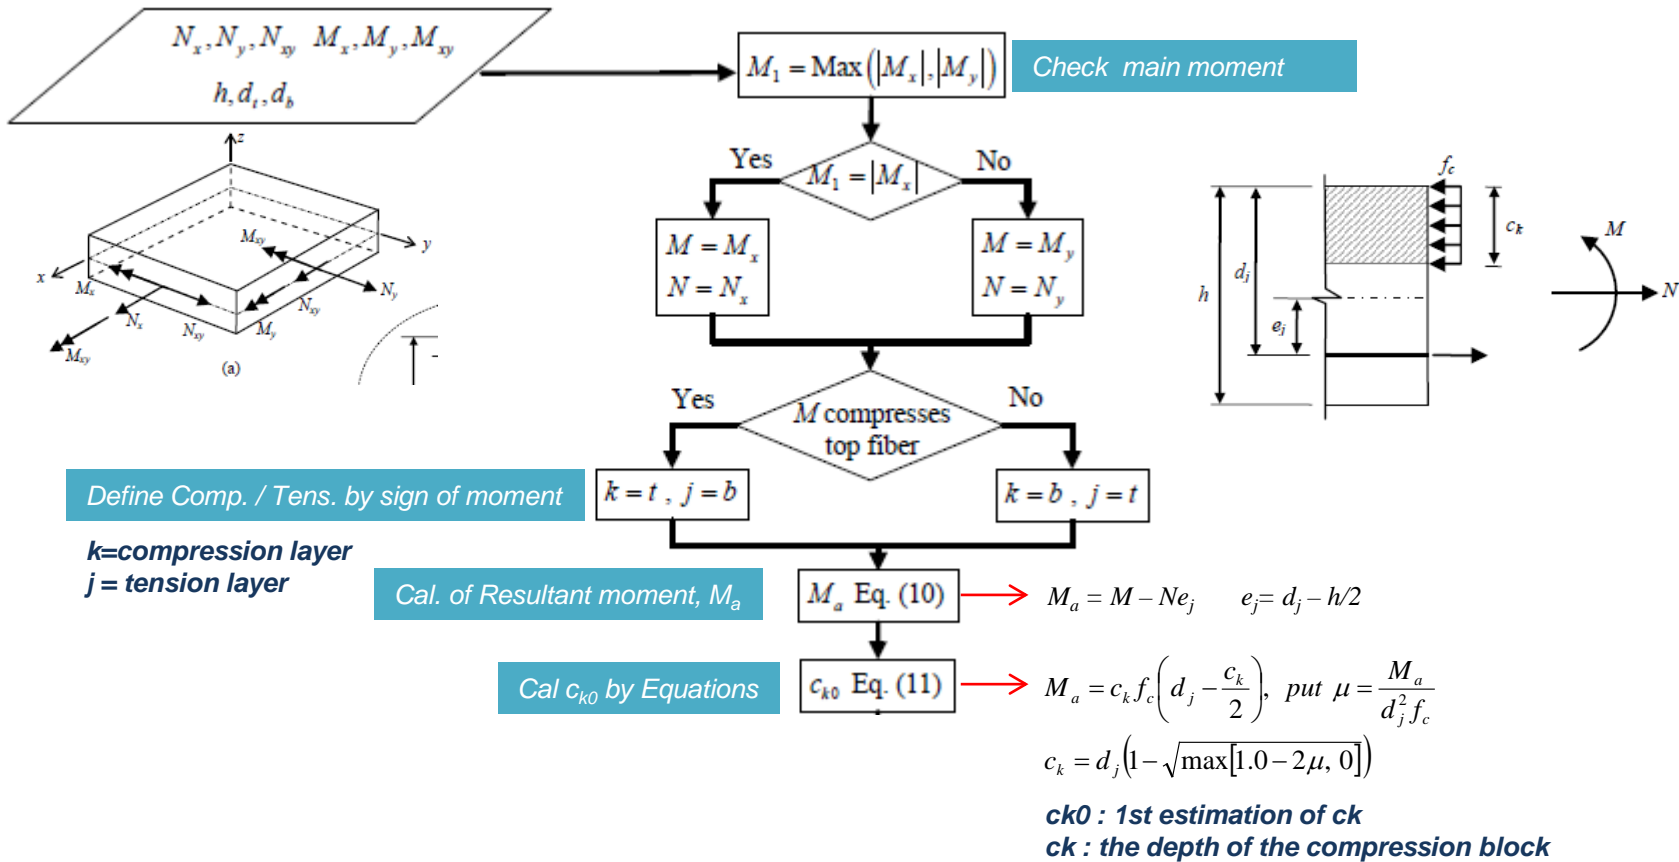 N_x, N_y, N_xy M_x, M_y, M_xy
h, d_t, d_b
M_1 = Max(|M_x|, |M_y|)
Check main moment
z
y
x
M_xy
M_x
N_x
N_xy
M_y
N_xy
N_y
M_xy
(a)
Yes
M_1 = |M_x|
No
M = M_x
N = N_x
M = M_y
N = N_y
f_c
c_k
d_j
h
e_j
M
N
Yes
M compresses
top fiber
No
Define Comp. / Tens. by sign of moment
k = t , j = b
k = b , j = t
k=compression layer
j = tension layer
Cal. of Resultant moment, M_a
M_a Eq. (10)
M_a = M – Ne_j e_j= d_j – h/2
Cal c_k0 by Equations
c_k0 Eq. (11)
M_a = c_k f_c (d_j − c_k/2), put μ = M_a / d_j^2 f_c
c_k = d_j (1 − √max[1.0 − 2μ, 0])
ck0 : 1st estimation of ck
ck : the depth of the compression block